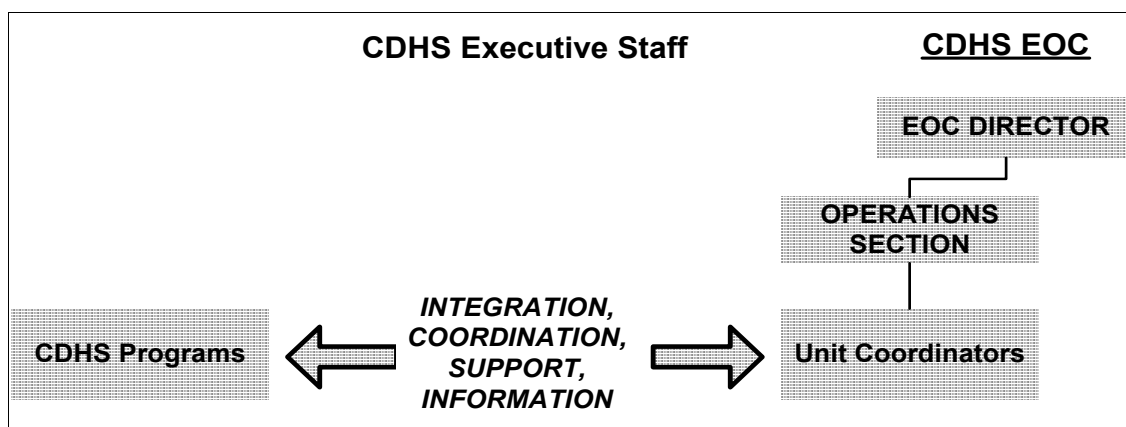 CDHS Executive Staff
CDHS EOC
EOC DIRECTOR
OPERATIONS
SECTION
CDHS Programs
INTEGRATION,
COORDINATION,
SUPPORT,
INFORMATION
Unit Coordinators